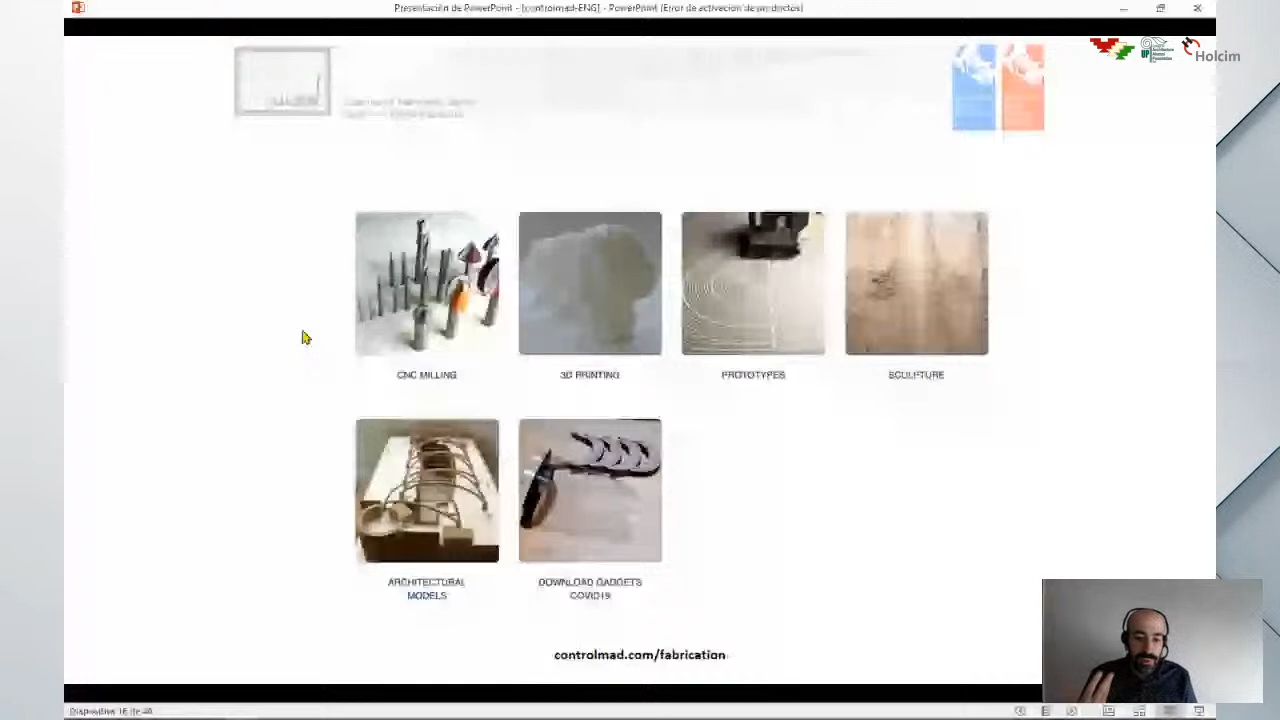 Presentación de PowerPoint - [controlmad-ENG] - PowerPoint (Error de activación de productos)
UP
Holcim
CNC MILLING
3D PRINTING
PROTOTYPES
SCULPTURE
ARCHITECTURAL
MODELS
DOWNLOAD GADGETS
COVID19
controlmad.com/fabrication